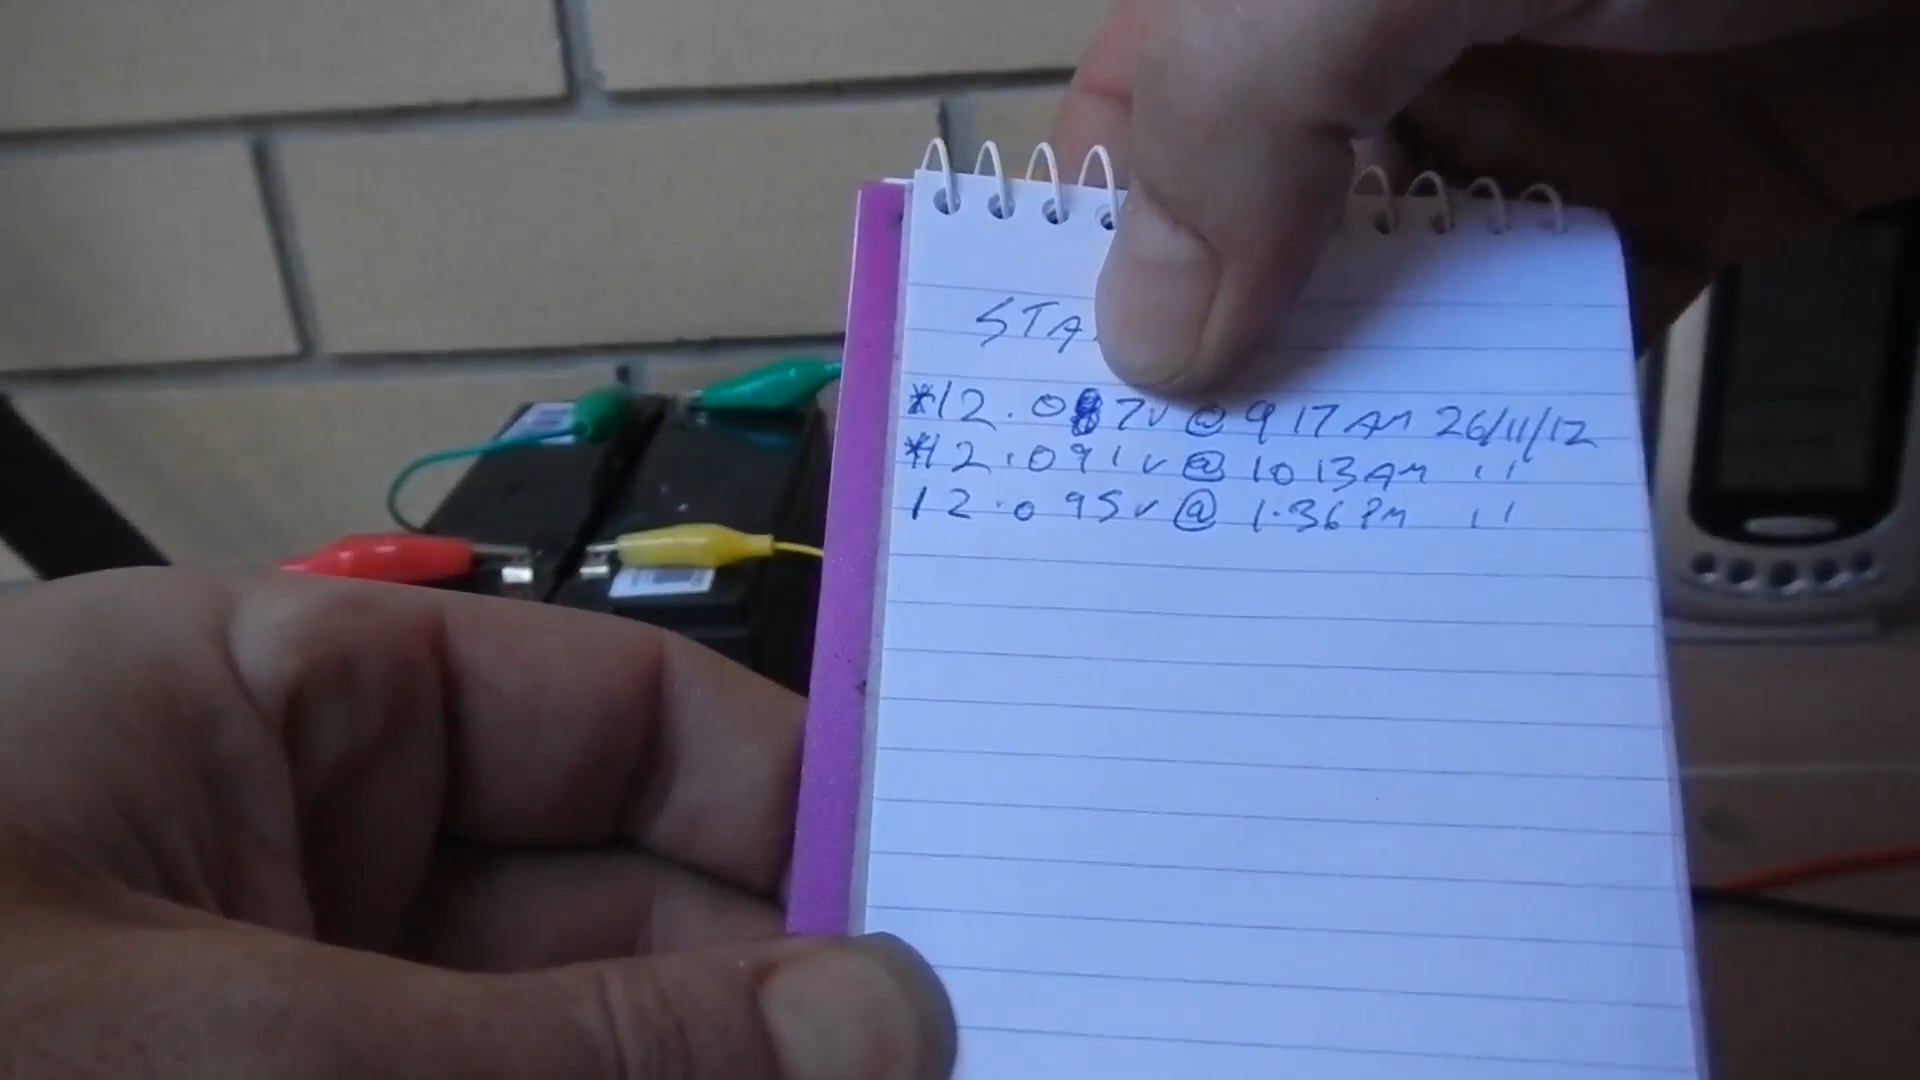 STA
*12.087V @ 9 17 AM 26/11/12
*12.091V @ 10 13 AM ''
12.095V @ 1.36 PM ''